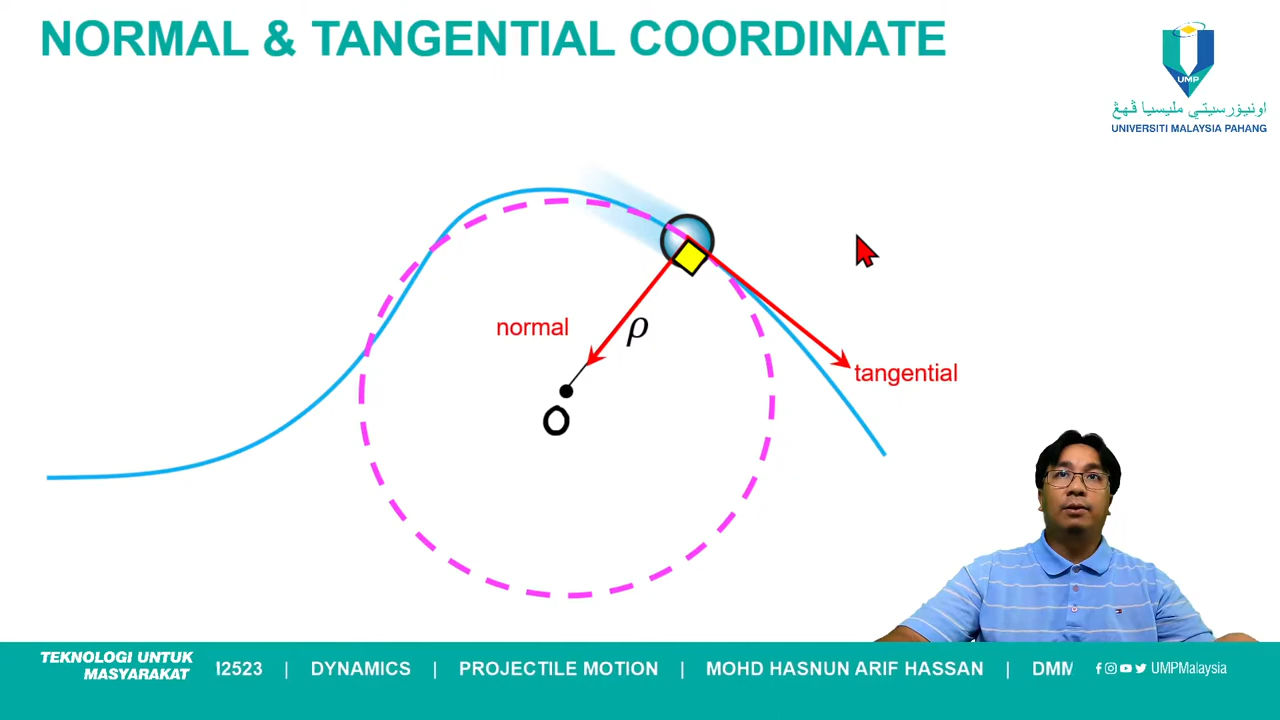 NORMAL & TANGENTIAL COORDINATE
UMP
اونيۏرسيتي مليسيا ڤهڠ
UNIVERSITI MALAYSIA PAHANG
normal
ρ
tangential
O
TEKNOLOGI UNTUK
MASYARAKAT
2523 | DYNAMICS | PROJECTILE MOTION | MOHD HASNUN ARIF HASSAN | DMM
UMPMalaysia